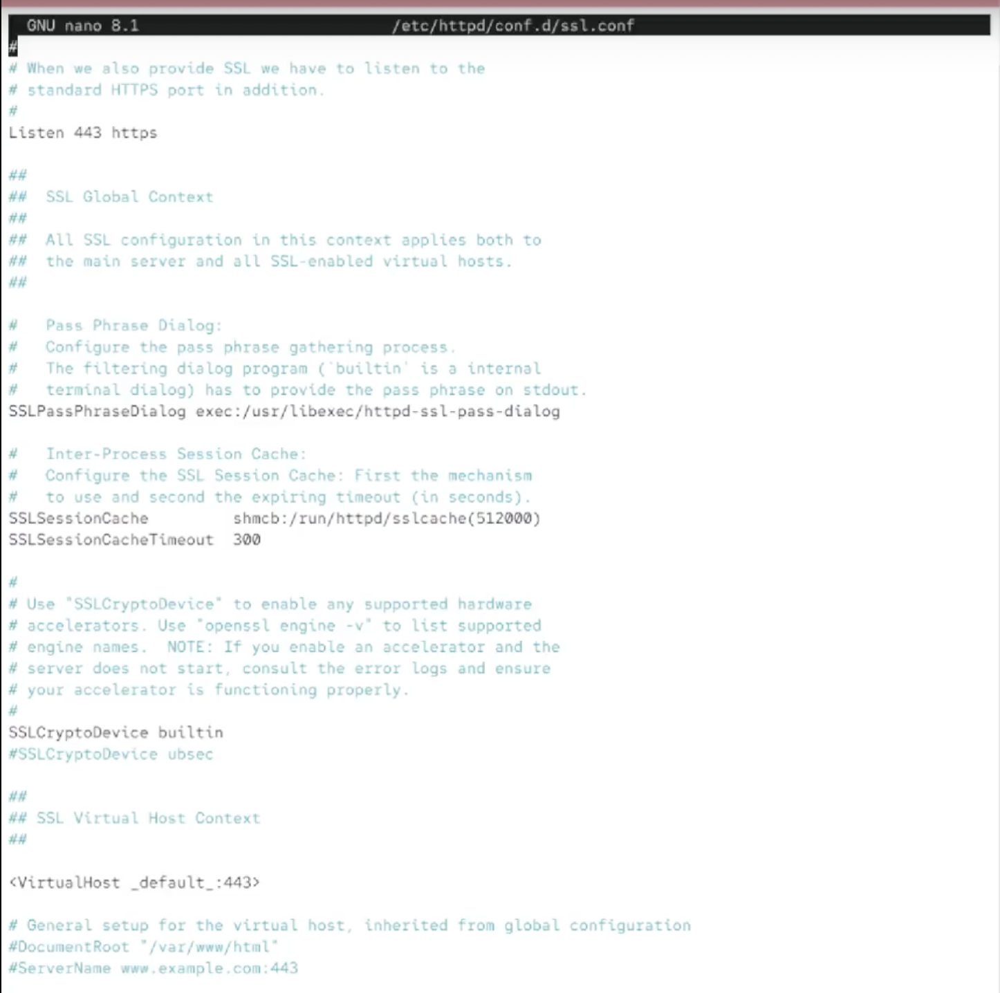 GNU nano 8.1 /etc/httpd/conf.d/ssl.conf
#
# When we also provide SSL we have to listen to the
# standard HTTPS port in addition.
#
Listen 443 https
##
##  SSL Global Context
##
##  All SSL configuration in this context applies both to
##  the main server and all SSL-enabled virtual hosts.
##
#   Pass Phrase Dialog:
#   Configure the pass phrase gathering process.
#   The filtering dialog program (`builtin' is a internal
#   terminal dialog) has to provide the pass phrase on stdout.
SSLPassPhraseDialog exec:/usr/libexec/httpd-ssl-pass-dialog
#   Inter-Process Session Cache:
#   Configure the SSL Session Cache: First the mechanism
#   to use and second the expiring timeout (in seconds).
SSLSessionCache         shmcb:/run/httpd/sslcache(512000)
SSLSessionCacheTimeout  300
#
# Use "SSLCryptoDevice" to enable any supported hardware
# accelerators. Use "openssl engine -v" to list supported
# engine names.  NOTE: If you enable an accelerator and the
# server does not start, consult the error logs and ensure
# your accelerator is functioning properly.
#
SSLCryptoDevice builtin
#SSLCryptoDevice ubsec
##
## SSL Virtual Host Context
##
<VirtualHost _default_:443>
# General setup for the virtual host, inherited from global configuration
#DocumentRoot "/var/www/html"
#ServerName www.example.com:443